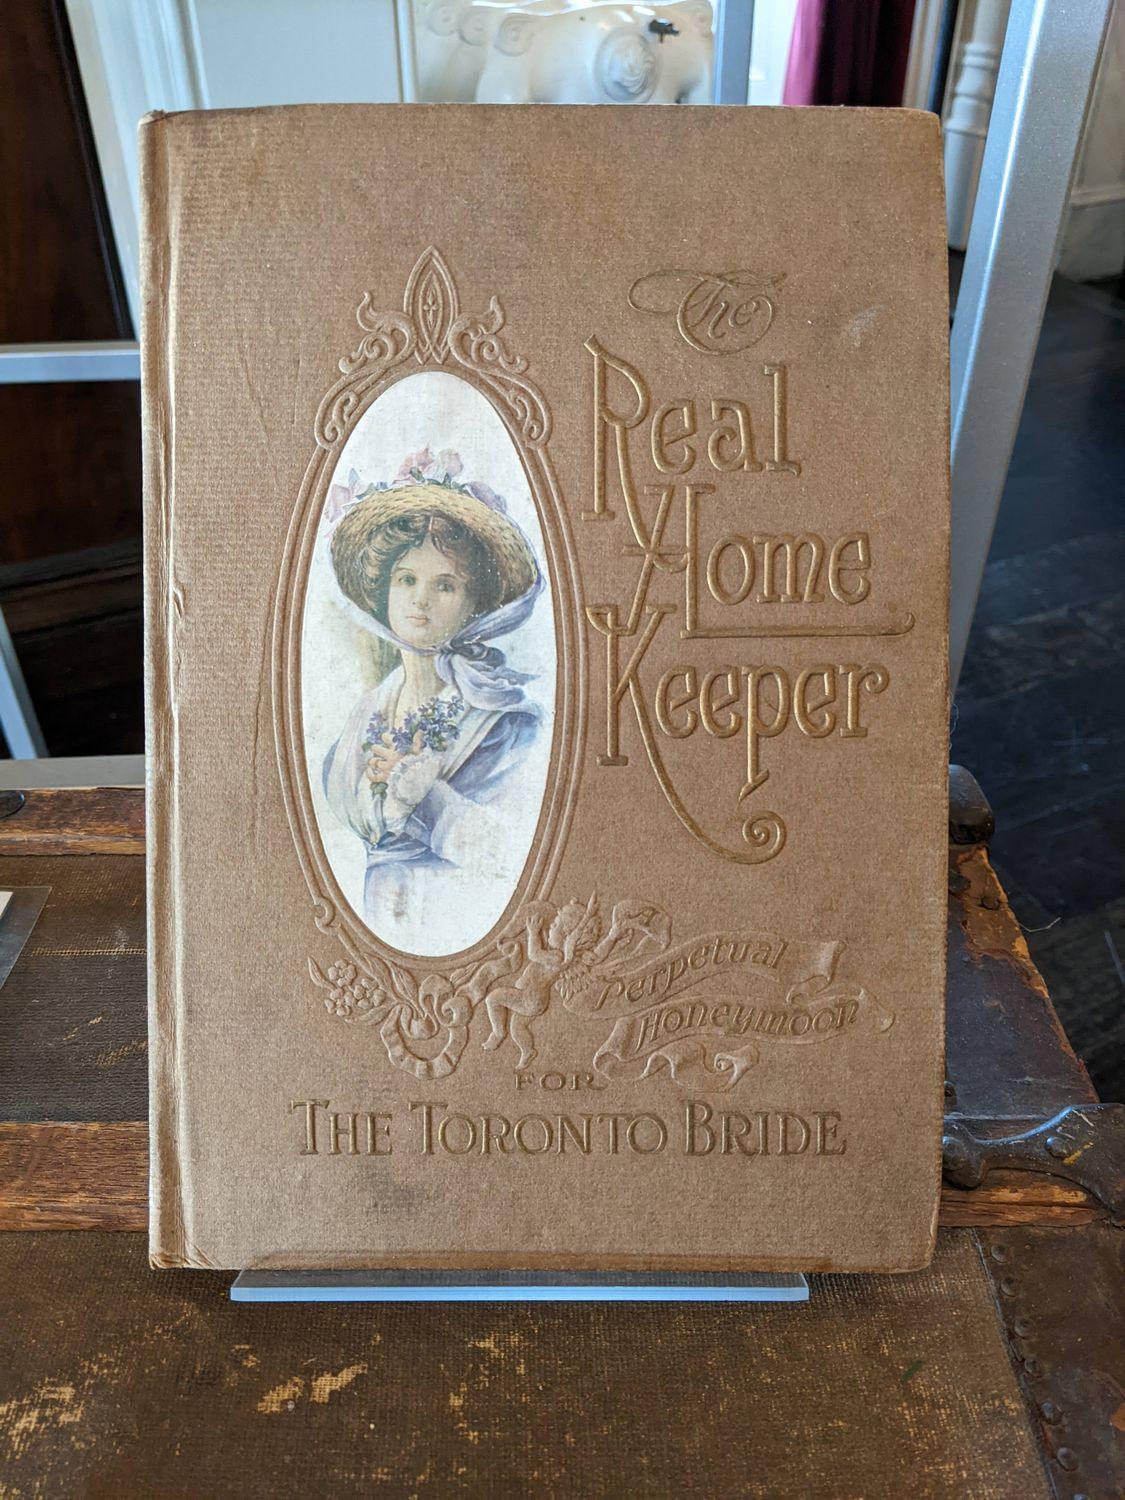 The
Real
Home
Keeper
Perpetual
Honeymoon
FOR
THE TORONTO BRIDE